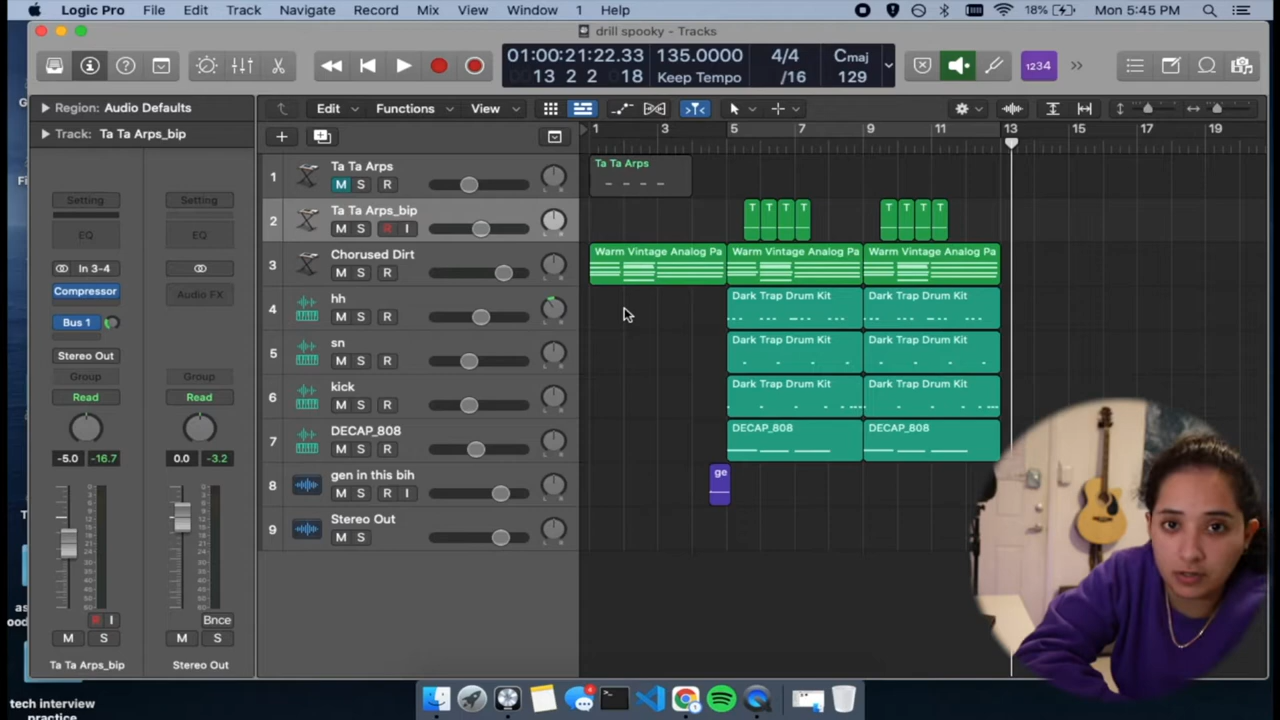 Logic Pro File Edit Track Navigate Record Mix View Window 1 Help 18% Mon 5:45 PM
drill spooky - Tracks
01:00:21:22.33 135.0000 4/4 Cmaj
13 2 2 018 Keep Tempo /16 129
1234
Region: Audio Defaults
Edit Functions View
Track: Ta Ta Arps_bip
1 3 5 7 9 11 13 15 17 19
1 Ta Ta Arps
M S R
Ta Ta Arps
2 Ta Ta Arps_bip
M S R I
T T T T T T T T
3 Chorused Dirt
M S R
Warm Vintage Analog Pa Warm Vintage Analog Pa Warm Vintage Analog Pa
4 hh
M S R
Dark Trap Drum Kit Dark Trap Drum Kit
5 sn
M S R
Dark Trap Drum Kit Dark Trap Drum Kit
6 kick
M S R
Dark Trap Drum Kit Dark Trap Drum Kit
7 DECAP_808
M S R
DECAP_808 DECAP_808
8 gen in this bih
M S R I
ge
9 Stereo Out
M S
Setting Setting
EQ EQ
In 3-4
Compressor Audio FX
Bus 1
Stereo Out
Group Group
Read Read
-5.0 -16.7 0.0 -3.2
R I Bnce
M S M S
Ta Ta Arps_bip Stereo Out
tech interview
practice